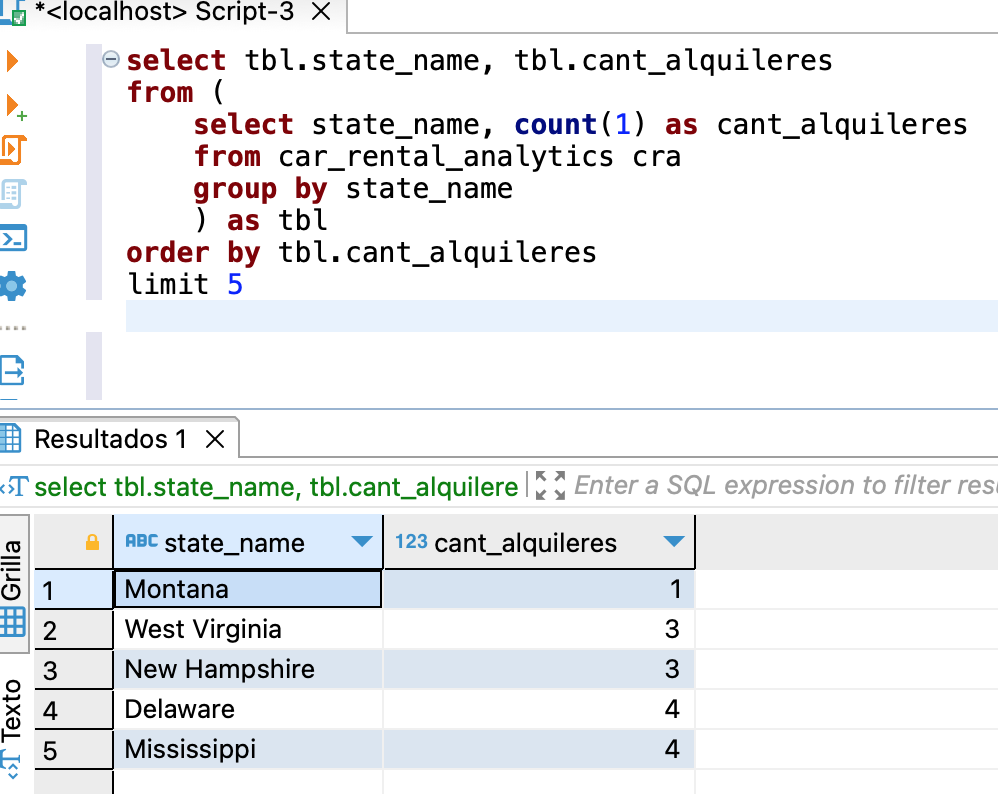 *<localhost> Script-3
select tbl.state_name, tbl.cant_alquileres
from (
select state_name, count(1) as cant_alquileres
from car_rental_analytics cra
group by state_name
) as tbl
order by tbl.cant_alquileres
limit 5
Resultados 1
select tbl.state_name, tbl.cant_alquilere
Enter a SQL expression to filter resu
Grilla
Texto
ABC state_name 123 cant_alquileres
1 Montana 1
2 West Virginia 3
3 New Hampshire 3
4 Delaware 4
5 Mississippi 4